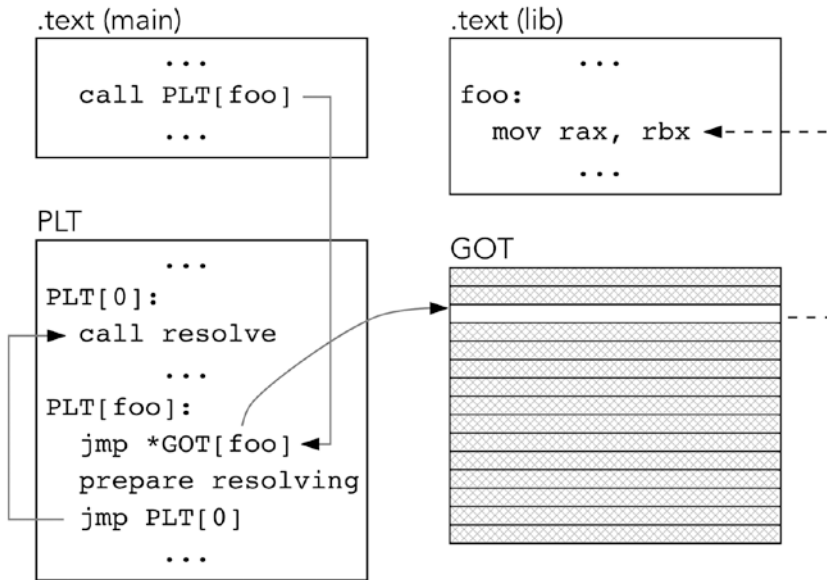 .text (main)
...
call PLT[foo]
...
.text (lib)
...
foo:
mov rax, rbx
...
PLT
...
PLT[0]:
call resolve
...
PLT[foo]:
jmp *GOT[foo]
prepare resolving
jmp PLT[0]
...
GOT